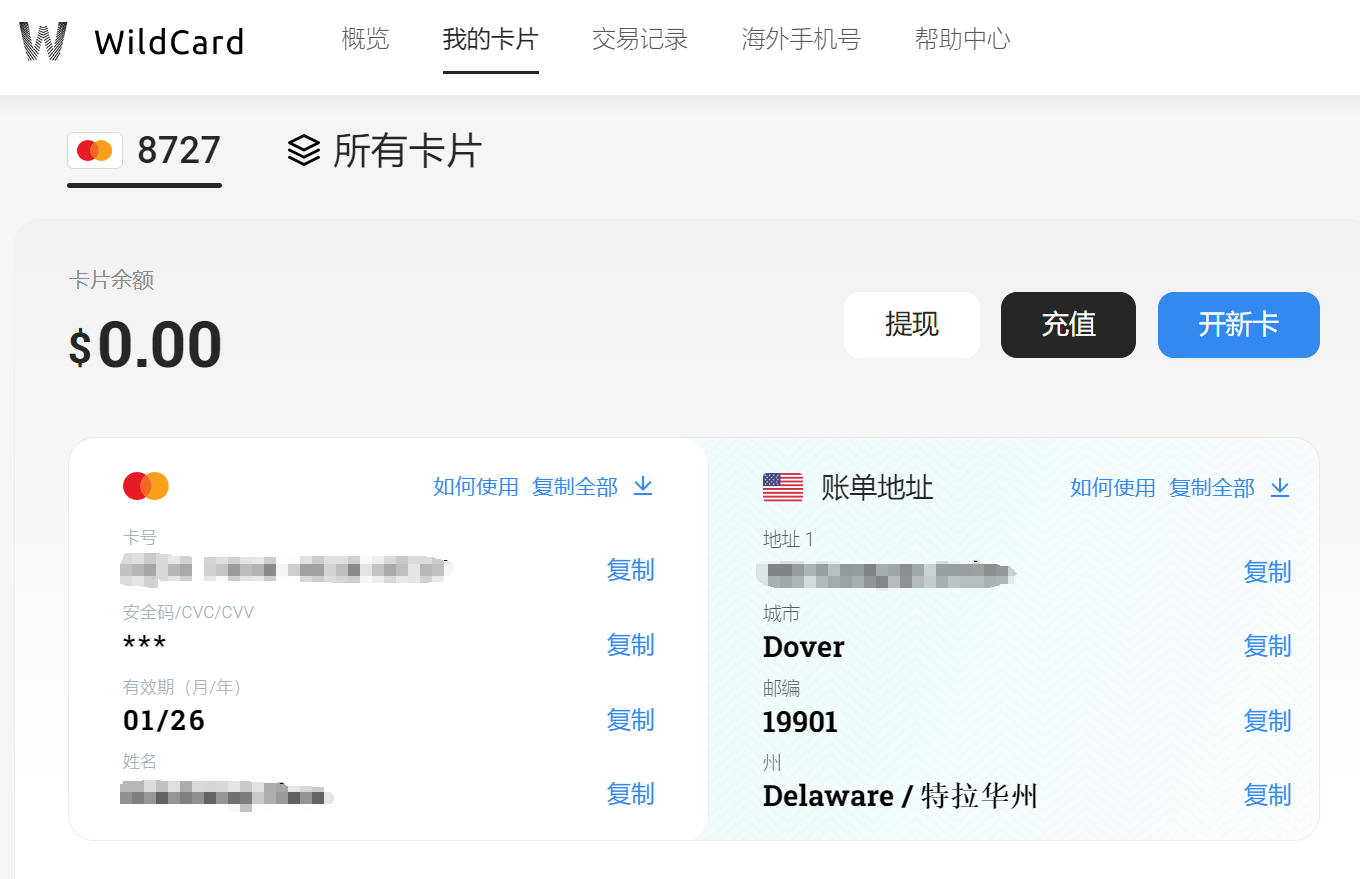 WildCard 概览 我的卡片 交易记录 海外手机号 帮助中心
8727 所有卡片
卡片余额
$0.00
提现 充值 开新卡
如何使用 复制全部
卡号
复制
安全码/CVC/CVV
*** 复制
有效期（月/年）
01/26 复制
姓名
复制
账单地址 如何使用 复制全部
地址 1
复制
城市
Dover 复制
邮编
19901 复制
州
Delaware / 特拉华州 复制